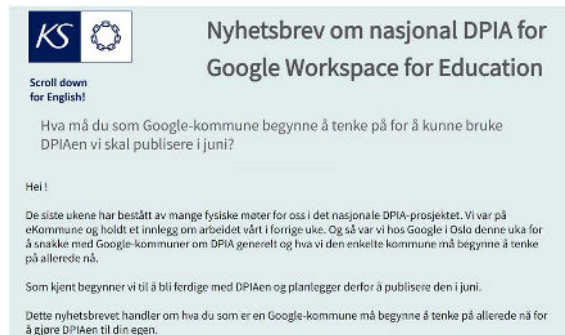 KS
Nyhetsbrev om nasjonal DPIA for
Google Workspace for Education
Scroll down
for English!
Hva må du som Google-kommune begynne å tenke på for å kunne bruke
DPIAen vi skal publisere i juni?
Hei !
De siste ukene har bestått av mange fysiske møter for oss i det nasjonale DPIA-prosjektet. Vi var på
eKommune og holdt et innlegg om arbeidet vårt i forrige uke. Og så var vi hos Google i Oslo denne uka for
å snakke med Google-kommuner om DPIA generelt og hva vi den enkelte kommune må begynne å tenke
på allerede nå.
Som kjent begynner vi til å bli ferdige med DPIAen og planlegger derfor å publisere den i juni.
Dette nyhetsbrevet handler om hva du som er en Google-kommune må begynne å tenke på allerede nå for
å gjøre DPIAen til din egen.